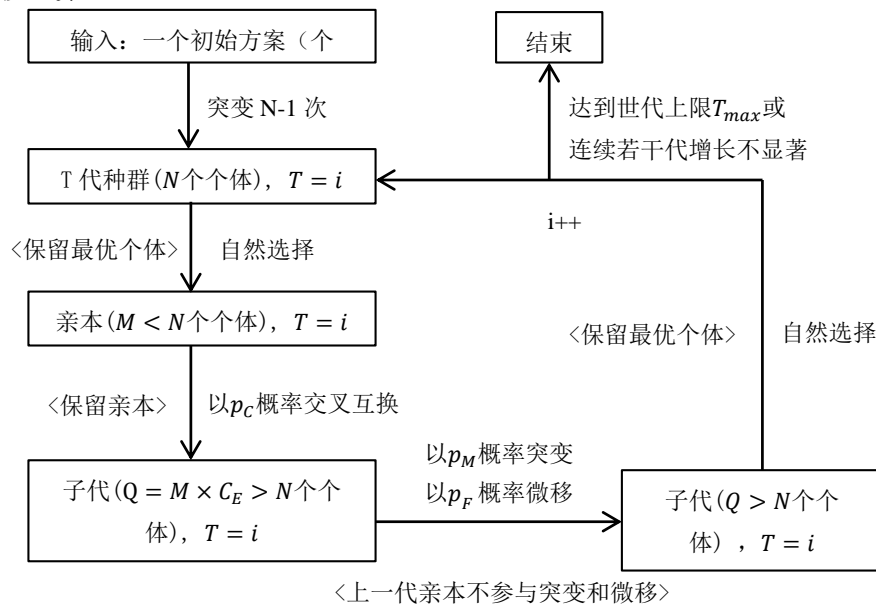 输入：一个初始方案（个
结束
突变 N-1 次
达到世代上限T_max或
连续若干代增长不显著
T 代种群(N个个体)，T = i
i++
<保留最优个体>
自然选择
亲本(M < N个个体)，T = i
<保留最优个体>
自然选择
<保留亲本>
以p_C概率交叉互换
以p_M概率突变
以p_F概率微移
子代(Q = M × C_E > N个个
体)，T = i
子代(Q > N个个
体)，T = i
<上一代亲本不参与突变和微移>